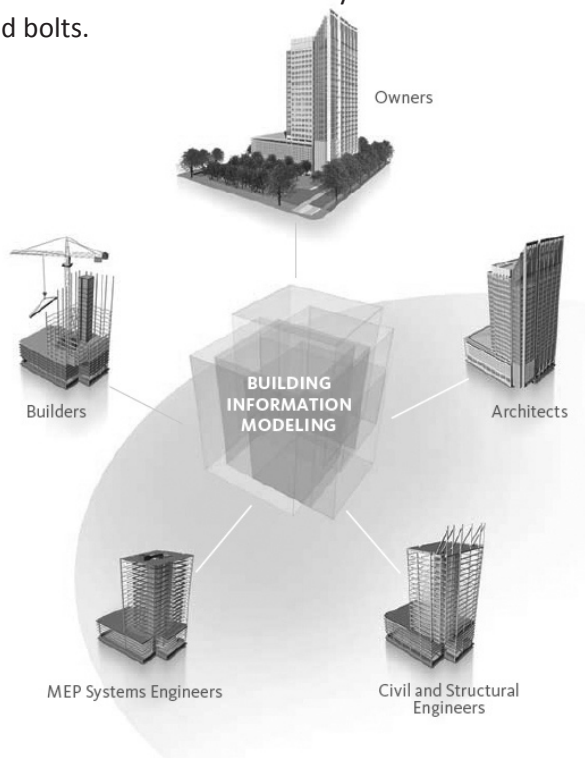 d bolts.
Owners
Builders
BUILDING
INFORMATION
MODELING
Architects
MEP Systems Engineers
Civil and Structural
Engineers